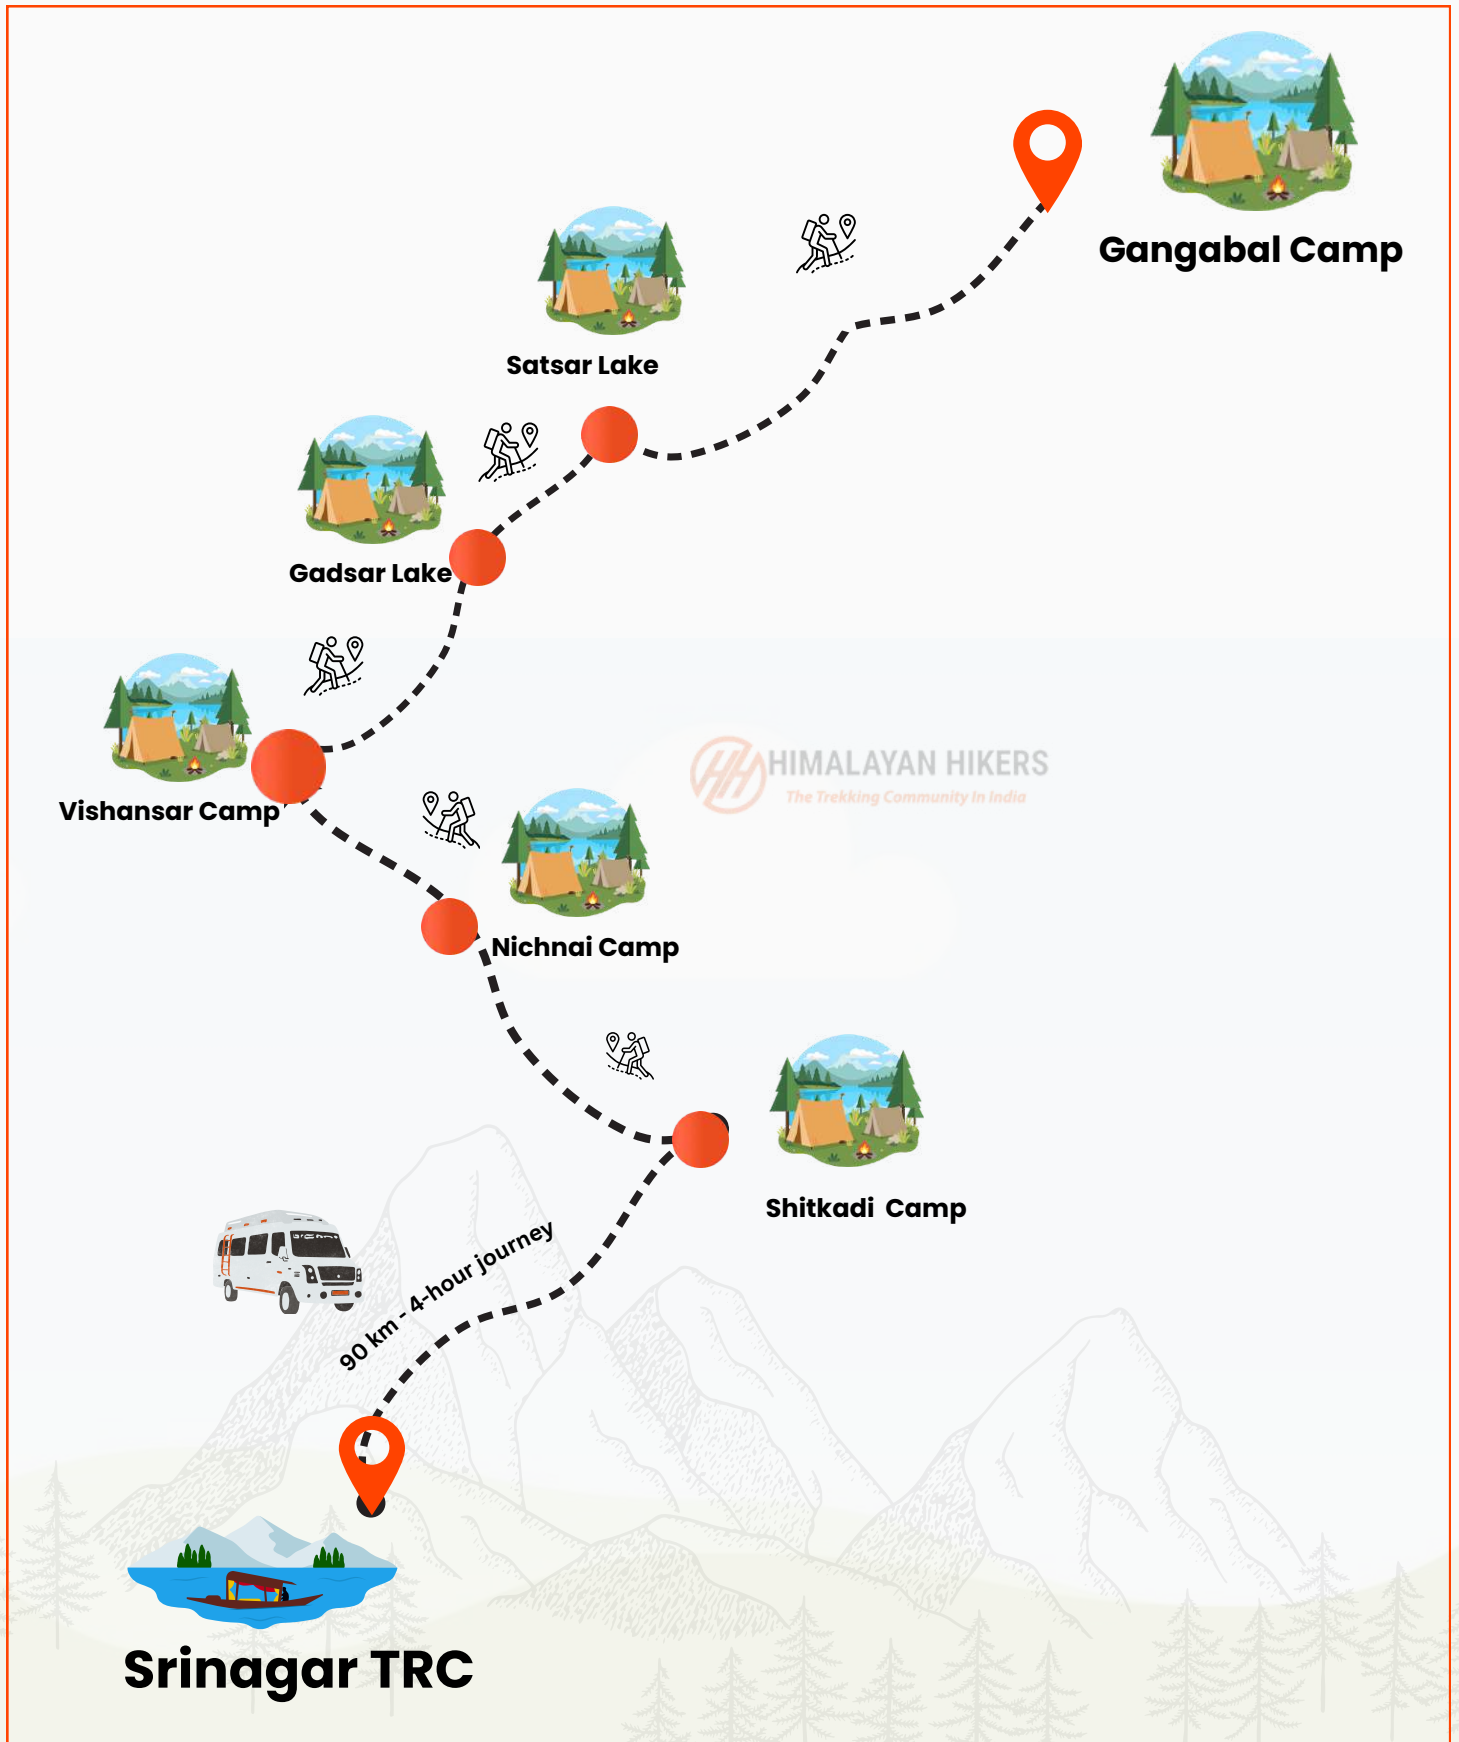 Gangabal Camp
Satsar Lake
Gadsar Lake
HIMALAYAN HIKERS
The Trekking Community In India
Vishansar Camp
Nichnai Camp
Shitkadi Camp
90 km - 4-hour journey
Srinagar TRC